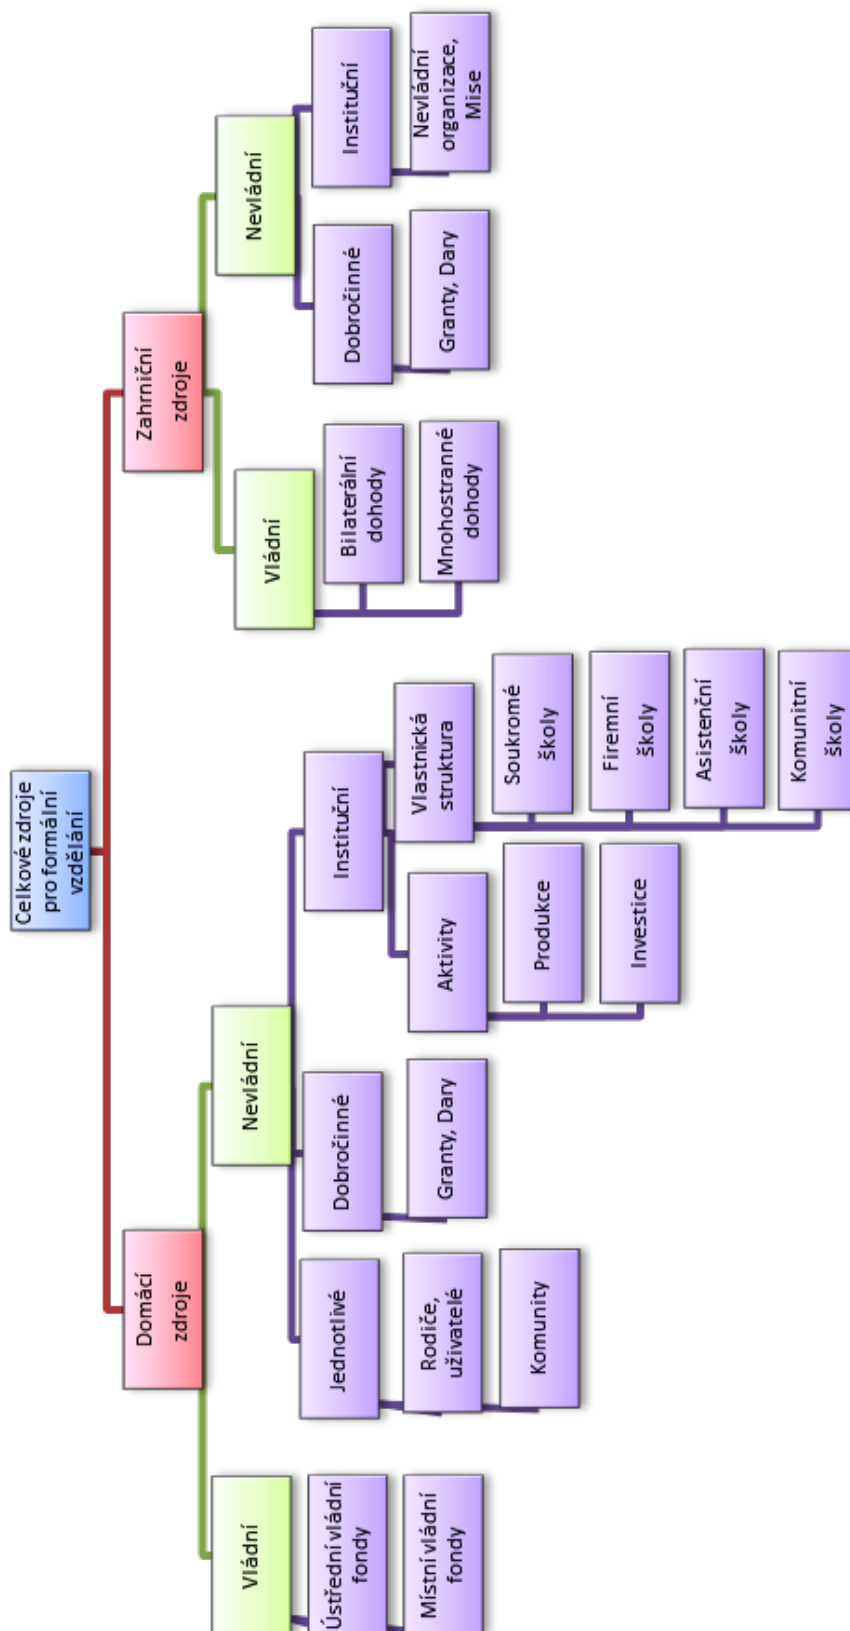 Celkové zdroje
pro formální
vzdělání
Domácí
zdroje
Vládní
Ústřední vládní
fondy
Místní vládní
fondy
Nevládní
Jednotlivé
Rodiče,
uživatelé
Komunity
Dobročinné
Granty, Dary
Instituční
Aktivity
Produkce
Investice
Vlastnická
struktura
Soukromé
školy
Firemní
školy
Asistenční
školy
Komunitní
školy
Zahrniční
zdroje
Vládní
Bilaterální
dohody
Mnohostranné
dohody
Nevládní
Dobročinné
Granty, Dary
Instituční
Nevládní
organizace,
Mise